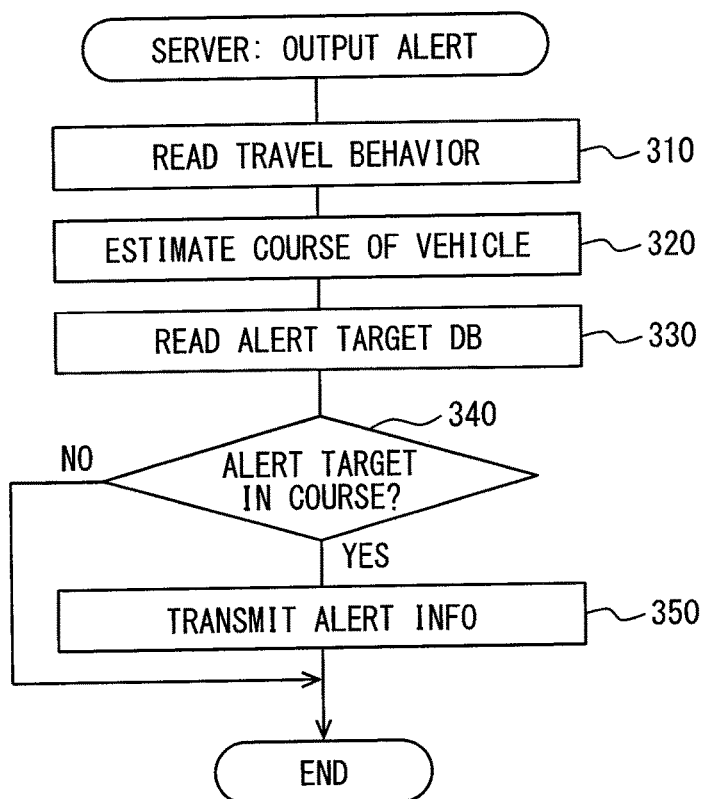 SERVER: OUTPUT ALERT
READ TRAVEL BEHAVIOR
310
ESTIMATE COURSE OF VEHICLE
320
READ ALERT TARGET DB
330
340
NO
ALERT TARGET
IN COURSE?
YES
TRANSMIT ALERT INFO
350
END